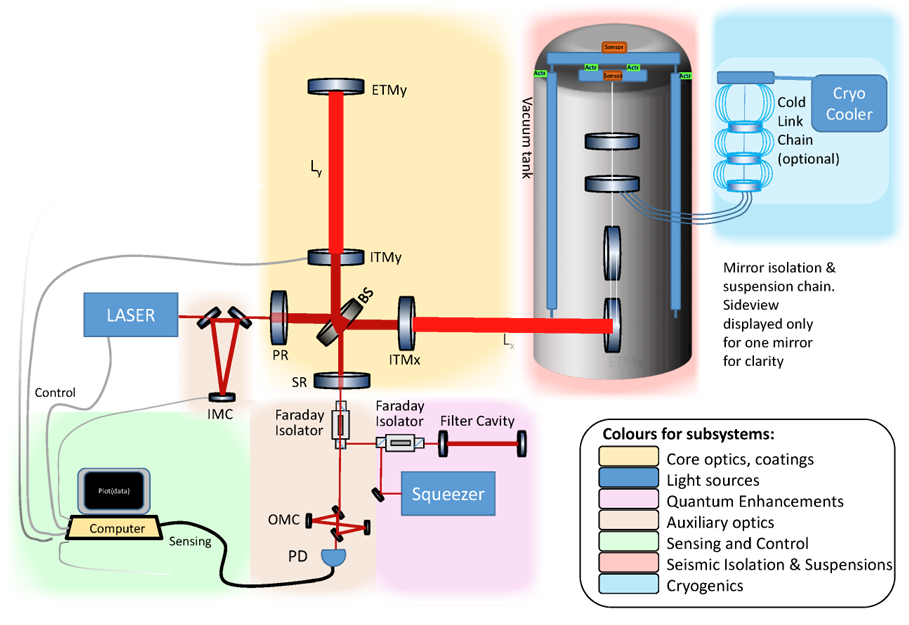 ETMy
Ly
ITMy
BS
LASER
PR
ITMx
Lx
ETMx
SR
IMC
Control
Faraday
Isolator
Faraday
Isolator
Filter Cavity
Squeezer
OMC
PD
Plot(data)
Computer
Sensing
Vacuum tank
Sensor
Actr
Actr
Actr
Sensor
Actr
Cold
Link
Chain
(optional)
Cryo
Cooler
Mirror isolation &
suspension chain.
Sideview
displayed only
for one mirror
for clarity
Colours for subsystems:
Core optics, coatings
Light sources
Quantum Enhancements
Auxiliary optics
Sensing and Control
Seismic Isolation & Suspensions
Cryogenics